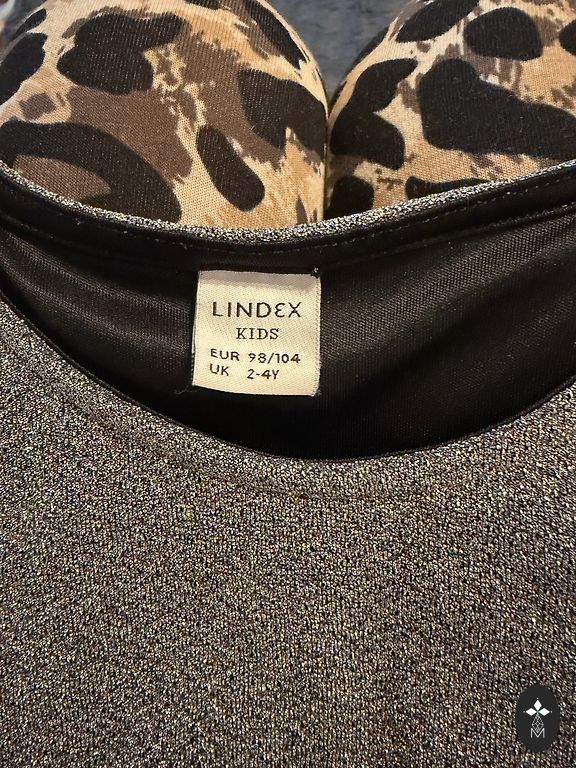 LINDEX
KIDS
EUR 98/104
UK 2-4Y